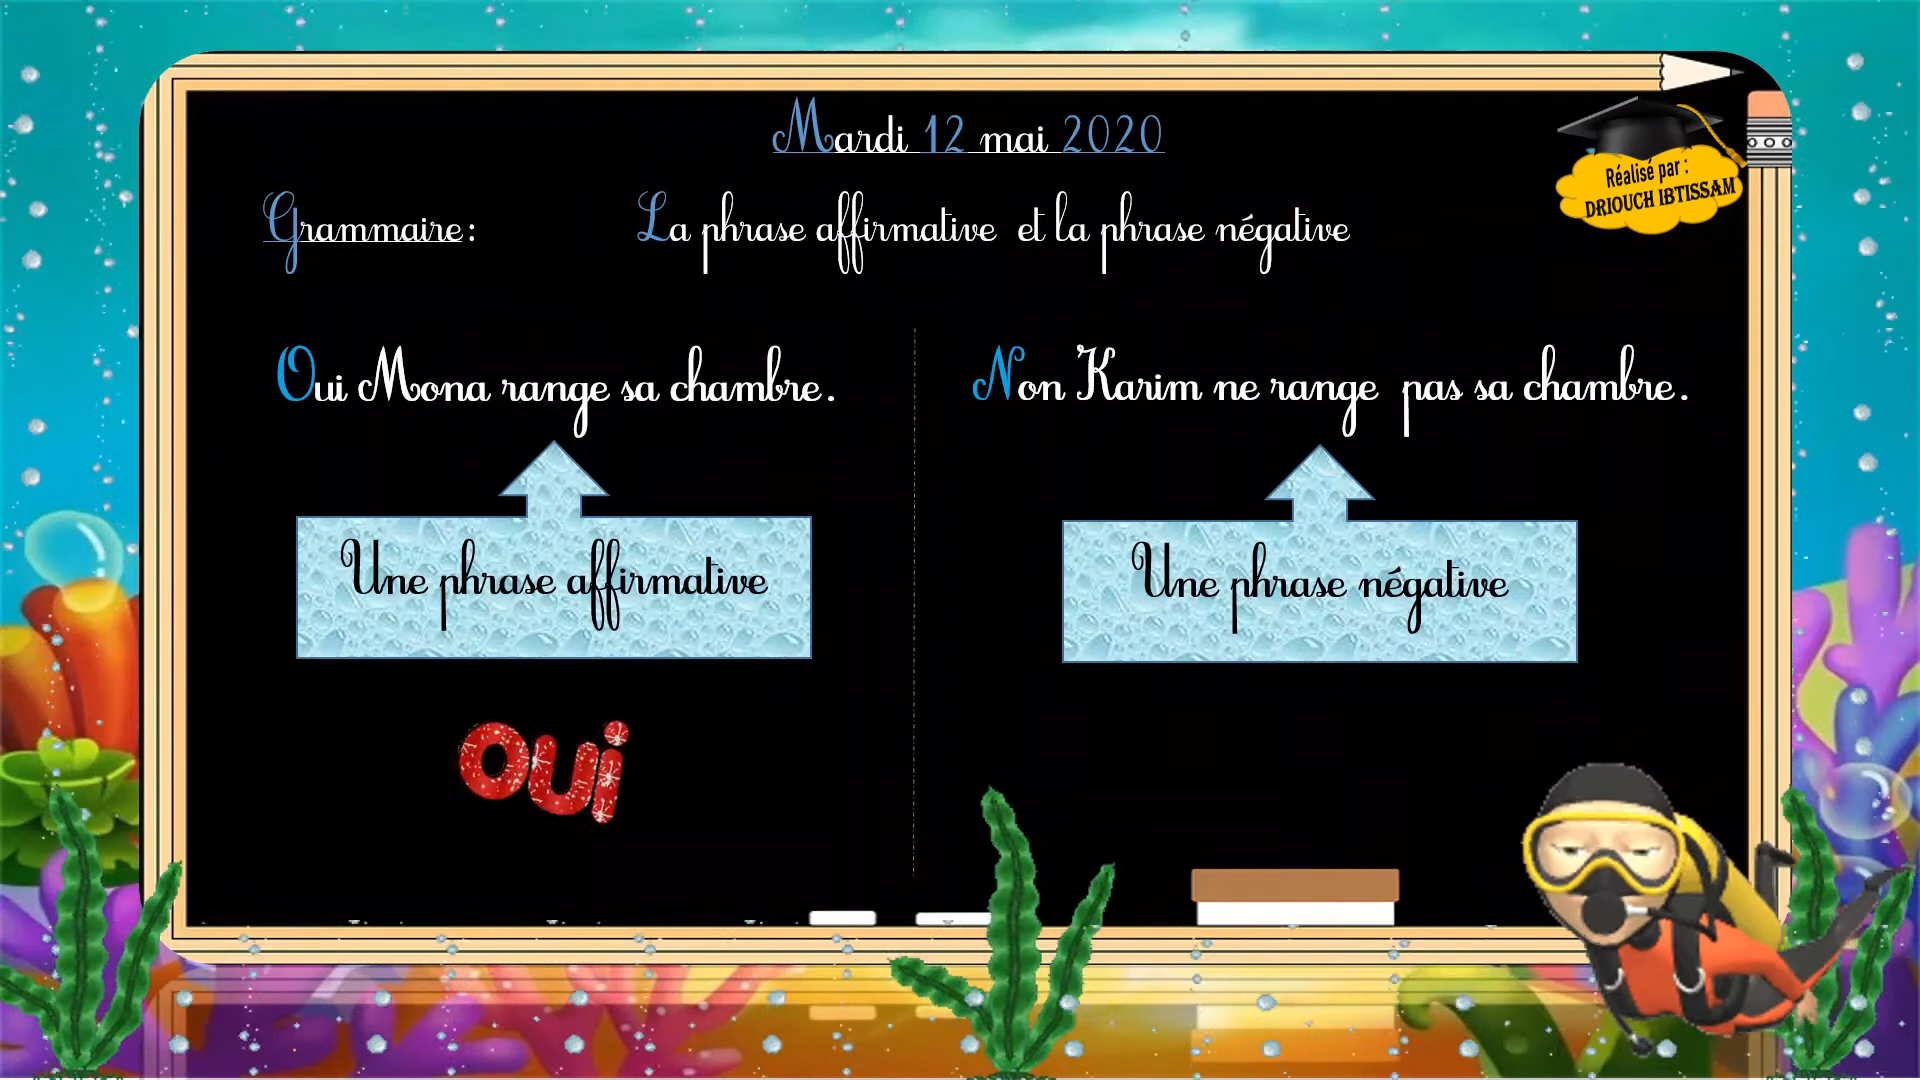 Mardi 12 mai 2020
Réalisé par :
DRIOUCH IBTISSAM
Grammaire : La phrase affirmative et la phrase négative
Oui Mona range sa chambre.
Non Karim ne range pas sa chambre.
Une phrase affirmative
Une phrase négative
oui